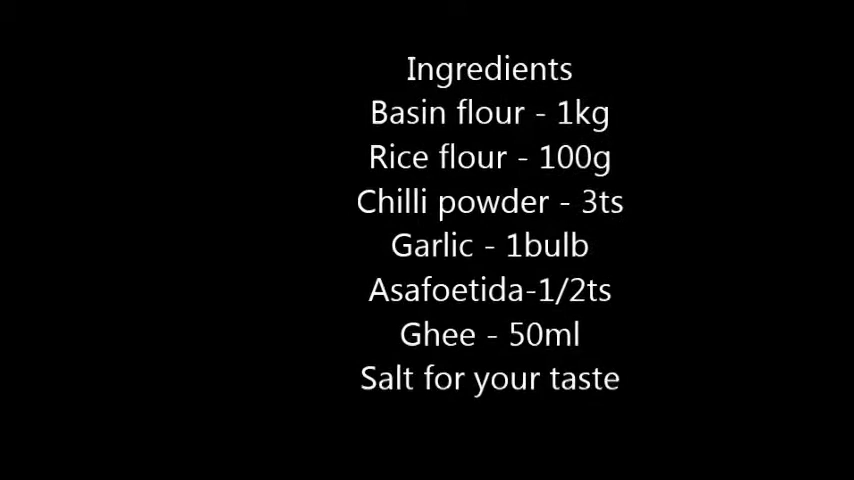 Ingredients
Basin flour - 1kg
Rice flour - 100g
Chilli powder - 3ts
Garlic - 1bulb
Asafoetida-1/2ts
Ghee - 50ml
Salt for your taste